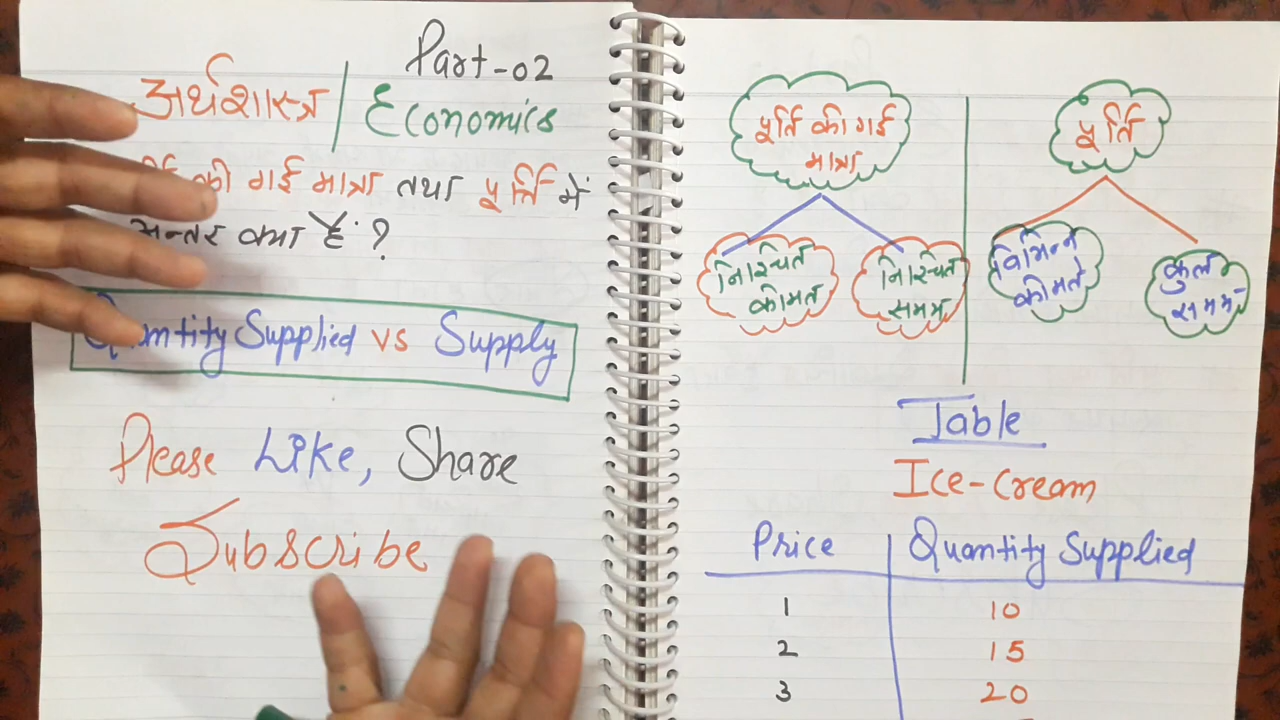 Part-02
अर्थशास्त्र / Economics
की गई मात्रा तथा पूर्ति में
अन्तर क्या है ?
Quantity Supplied vs Supply
Please Like, Share
Subscribe
पूर्ति की गई
मात्रा
निश्चित
कीमत
निश्चित
समय
पूर्ति
विभिन्न
कीमतें
कुल
समय
Table
Ice-Cream
Price Quantity Supplied
1 10
2 15
3 20